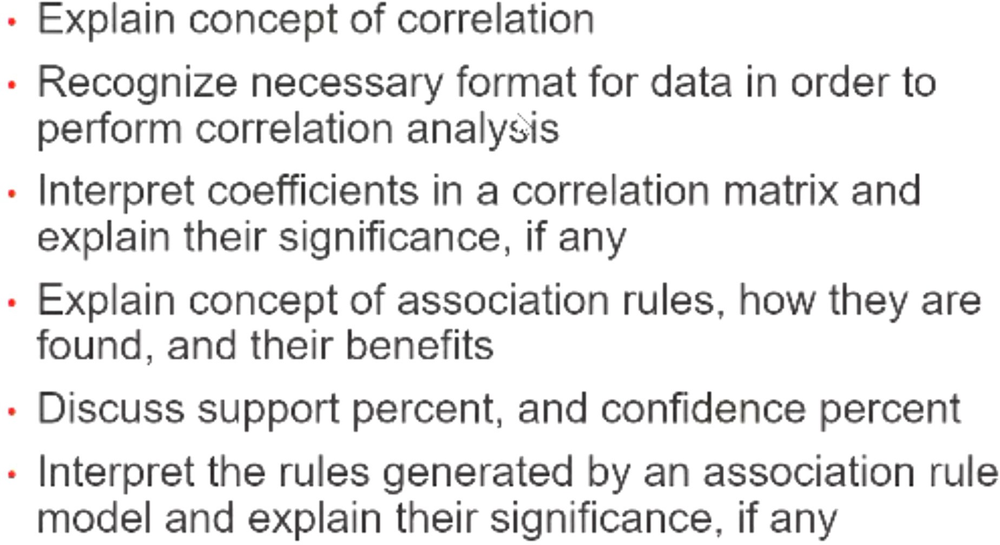 • Explain concept of correlation
• Recognize necessary format for data in order to
perform correlation analysis
• Interpret coefficients in a correlation matrix and
explain their significance, if any
• Explain concept of association rules, how they are
found, and their benefits
• Discuss support percent, and confidence percent
• Interpret the rules generated by an association rule
model and explain their significance, if any